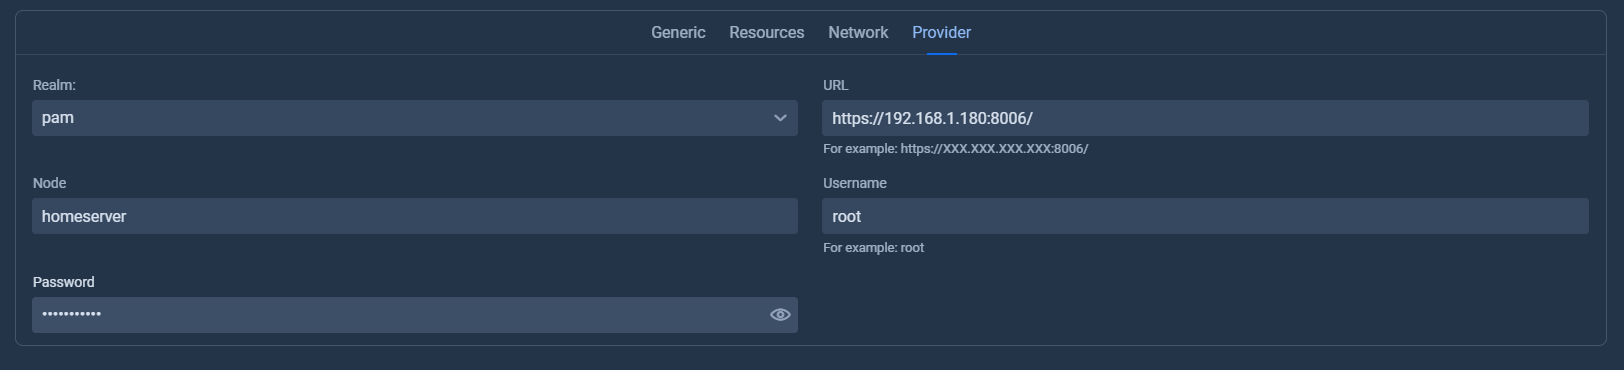 Generic Resources Network Provider
Realm:
pam
URL
https://192.168.1.180:8006/
For example: https://XXX.XXX.XXX.XXX:8006/
Node
homeserver
Username
root
For example: root
Password
•••••••••••